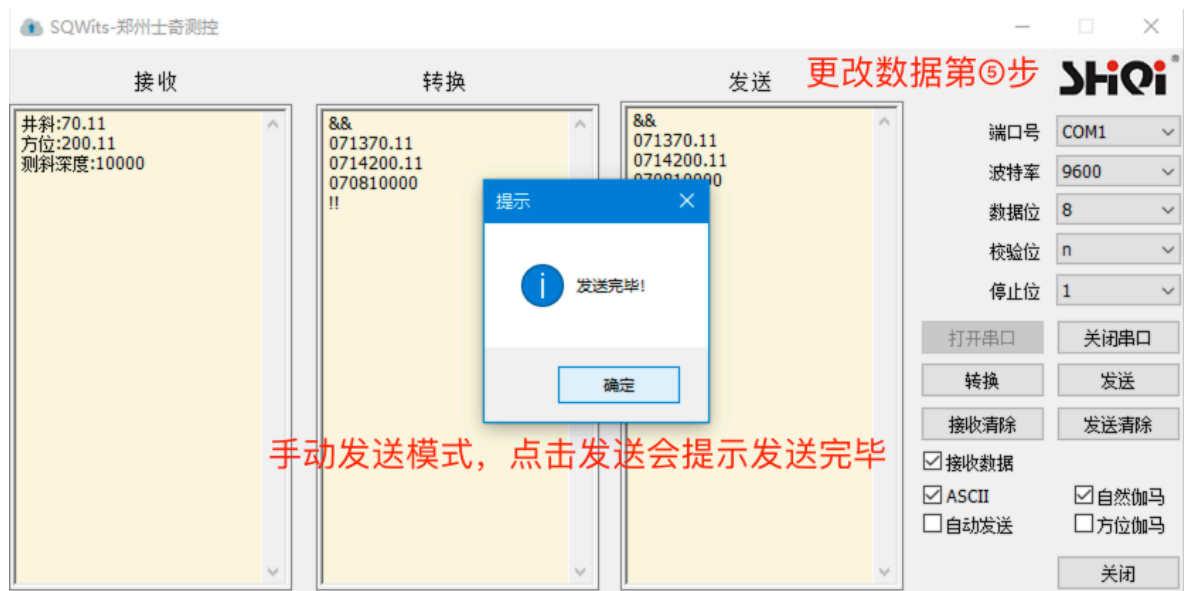 SQWits-郑州士奇测控
接收
转换
发送
更改数据第⑤步
SHiQi
井斜:70.11
方位:200.11
测斜深度:10000
&&
071370.11
0714200.11
070810000
!!
&&
071370.11
0714200.11
070810000
提示
发送完毕!
确定
手动发送模式，点击发送会提示发送完毕
端口号 COM1
波特率 9600
数据位 8
校验位 n
停止位 1
打开串口 关闭串口
转换 发送
接收清除 发送清除
接收数据
ASCII 自然伽马
自动发送 方位伽马
关闭